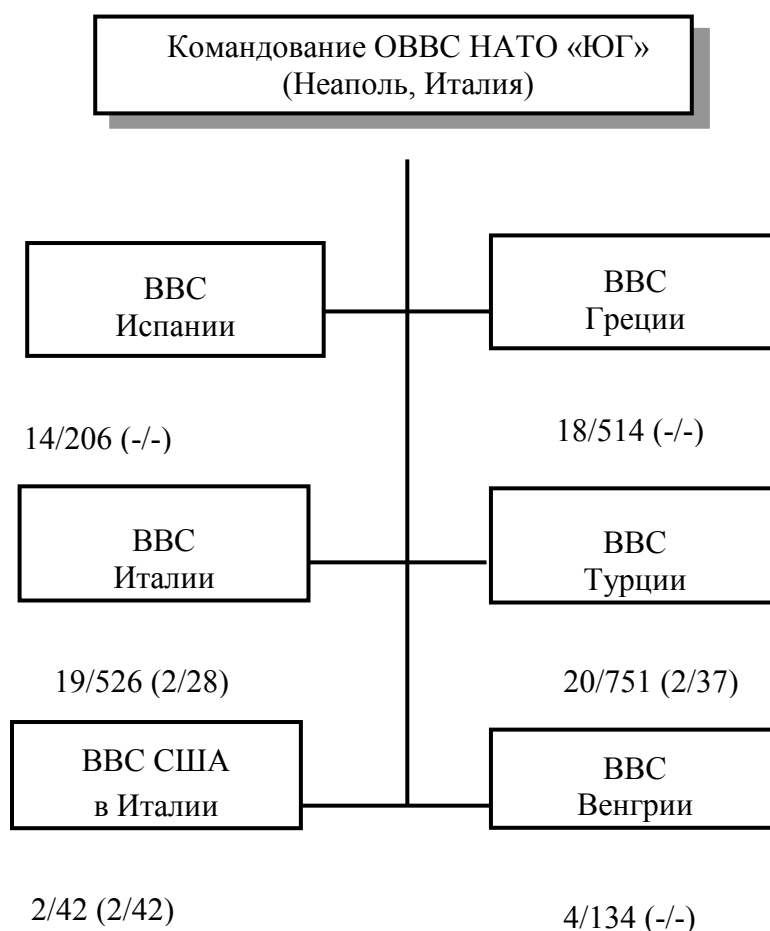 Командование ОВВС НАТО «ЮГ»
(Неаполь, Италия)
ВВС
Испании
ВВС
Греции
14/206 (-/-)
18/514 (-/-)
ВВС
Италии
ВВС
Турции
19/526 (2/28)
20/751 (2/37)
ВВС США
в Италии
ВВС
Венгрии
2/42 (2/42)
4/134 (-/-)